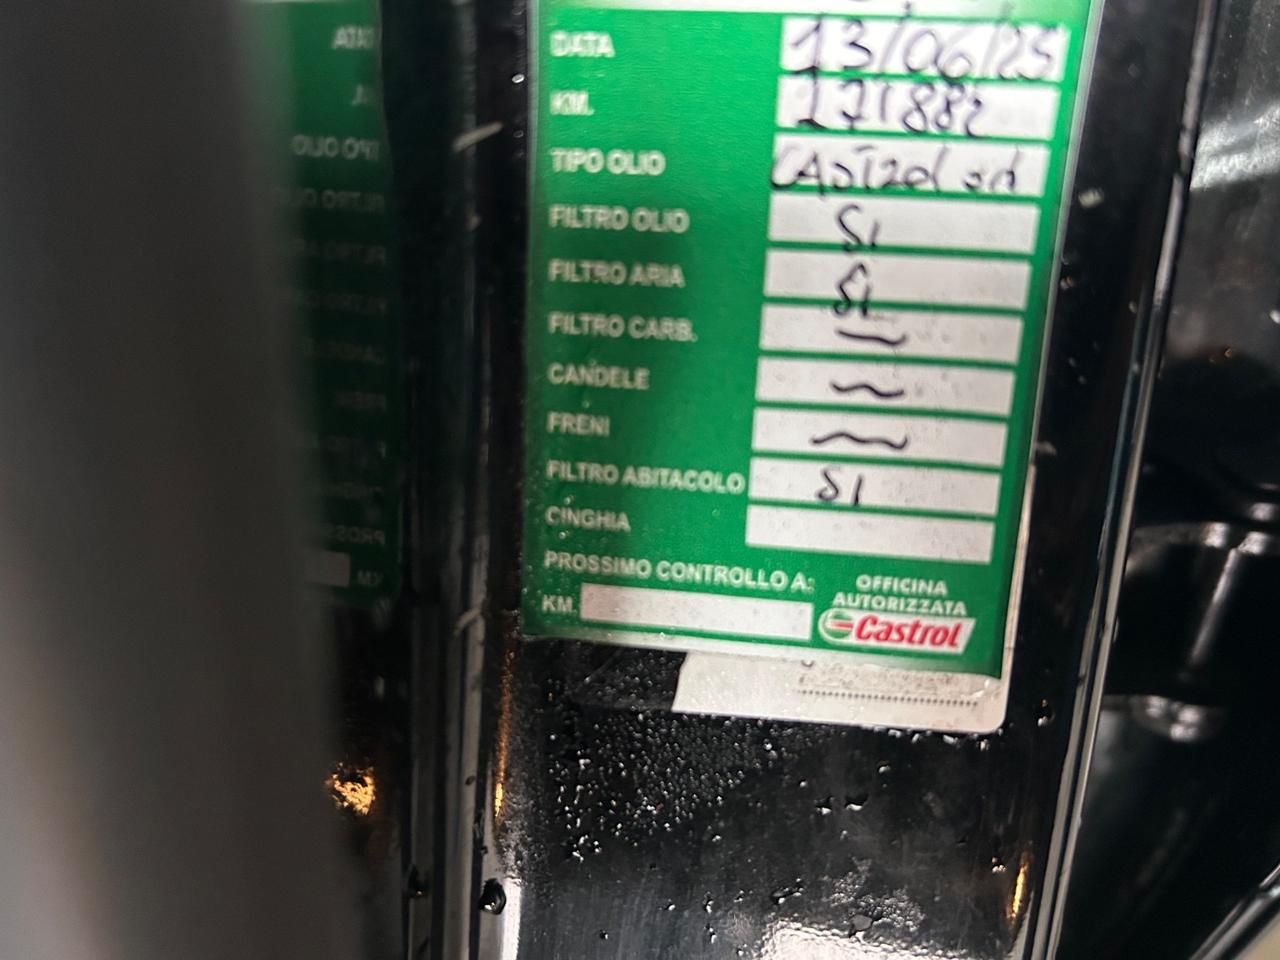 DATA 13/06/25
KM. 171882
TIPO OLIO
FILTRO OLIO SI
FILTRO ARIA SI
FILTRO CARB. ~
CANDELE ~
FRENI ~
FILTRO ABITACOLO SI
CINGHIA
PROSSIMO CONTROLLO A:
KM.
OFFICINA
AUTORIZZATA
Castrol